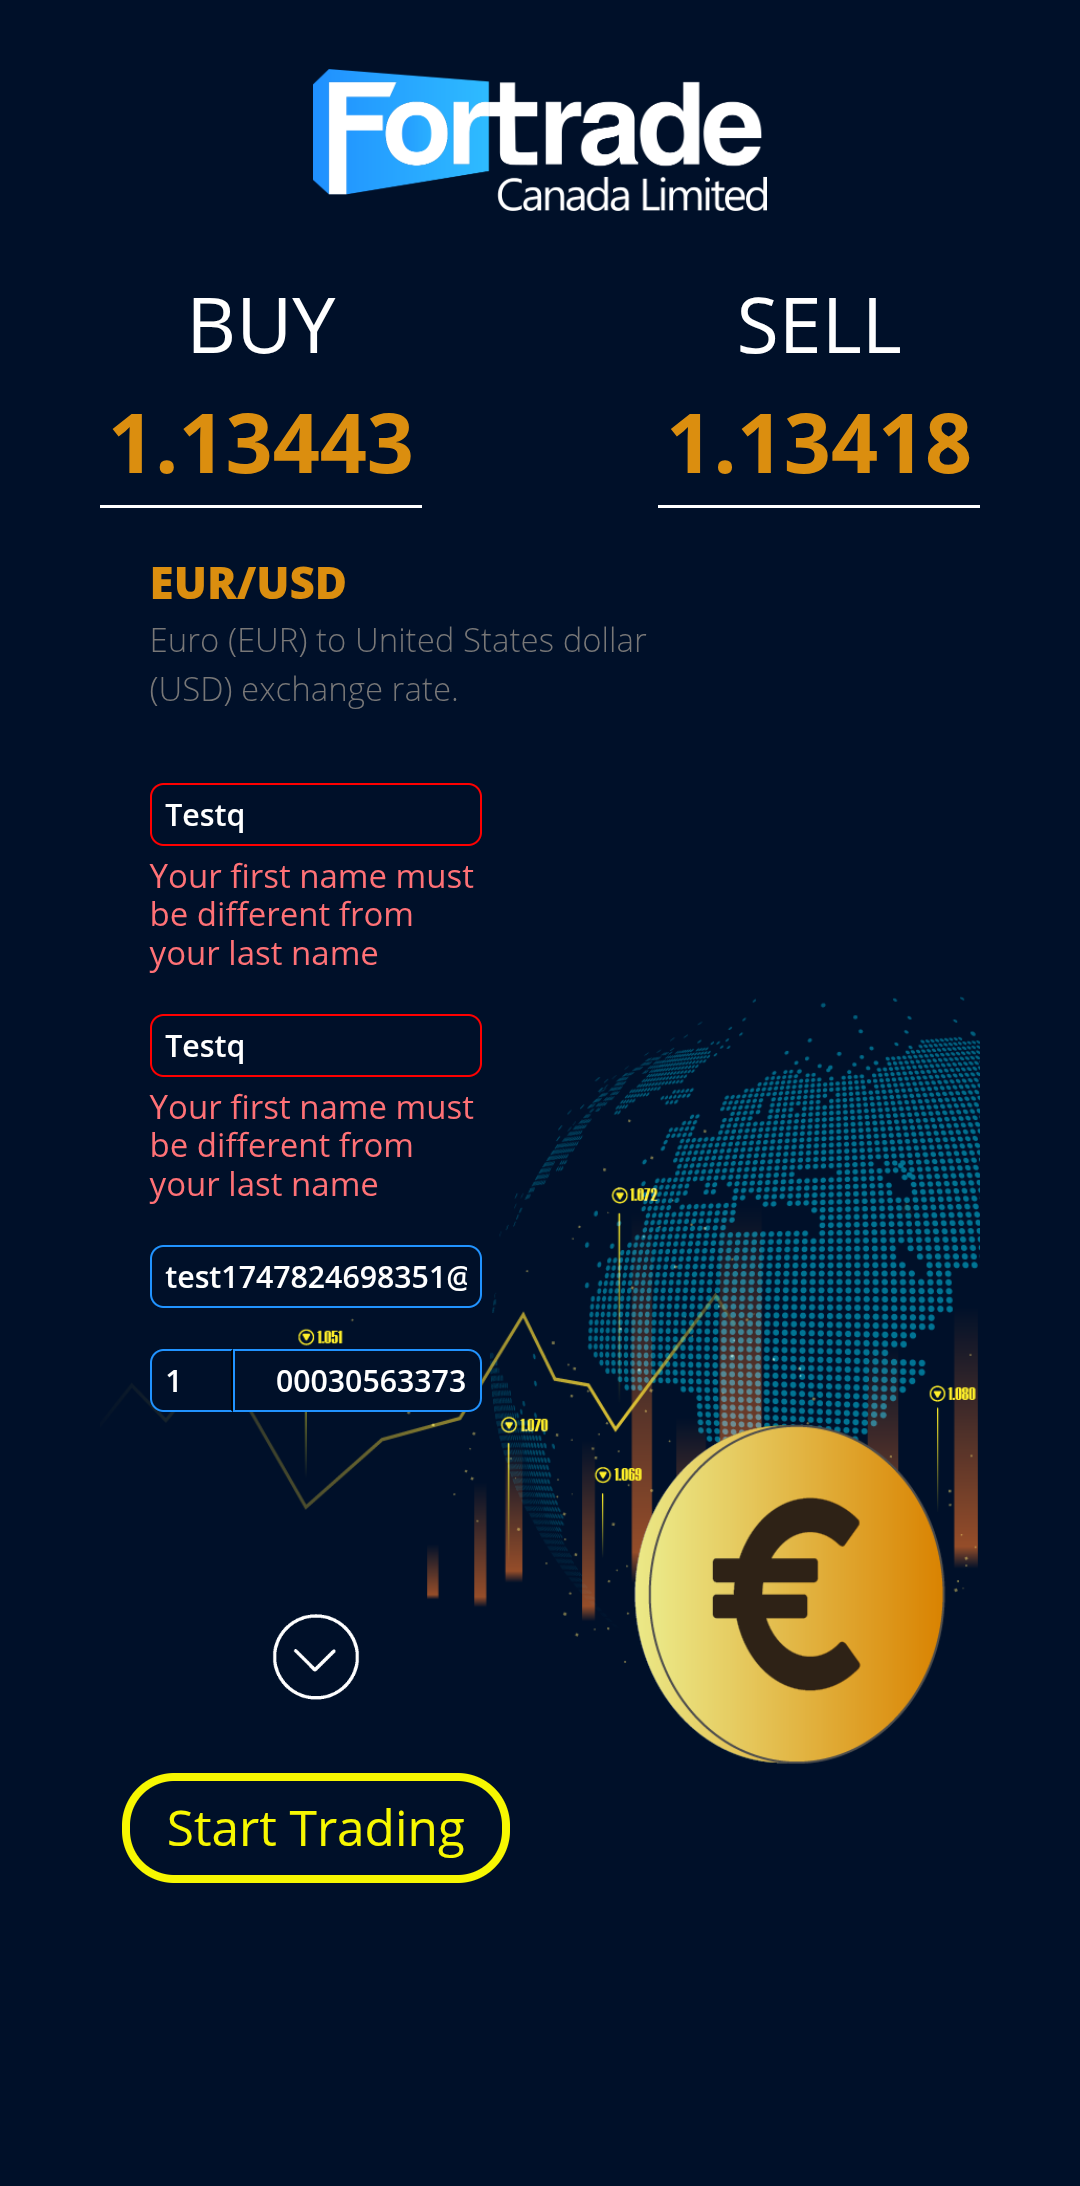 Fortrade
Canada Limited
BUY
SELL
1.13443
1.13418
EUR/USD
Euro (EUR) to United States dollar
(USD) exchange rate.
Testq
Your first name must
be different from
your last name
Testq
Your first name must
be different from
your last name
1.072
test1747824698351@
1.051
1
00030563373
1.080
1.070
1.069
€
Start Trading